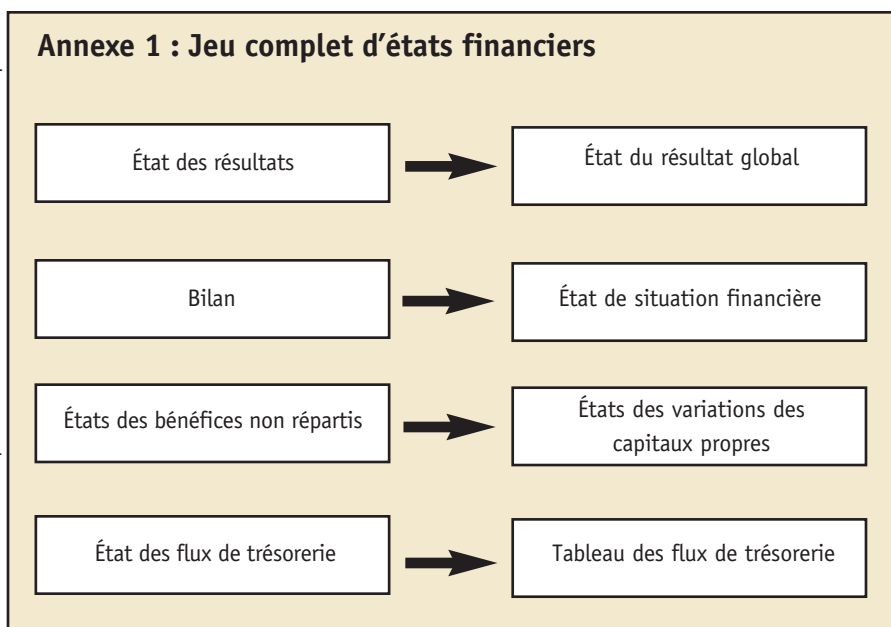 Annexe 1 : Jeu complet d'états financiers
État des résultats
État du résultat global
Bilan
État de situation financière
États des bénéfices non répartis
États des variations des
capitaux propres
État des flux de trésorerie
Tableau des flux de trésorerie